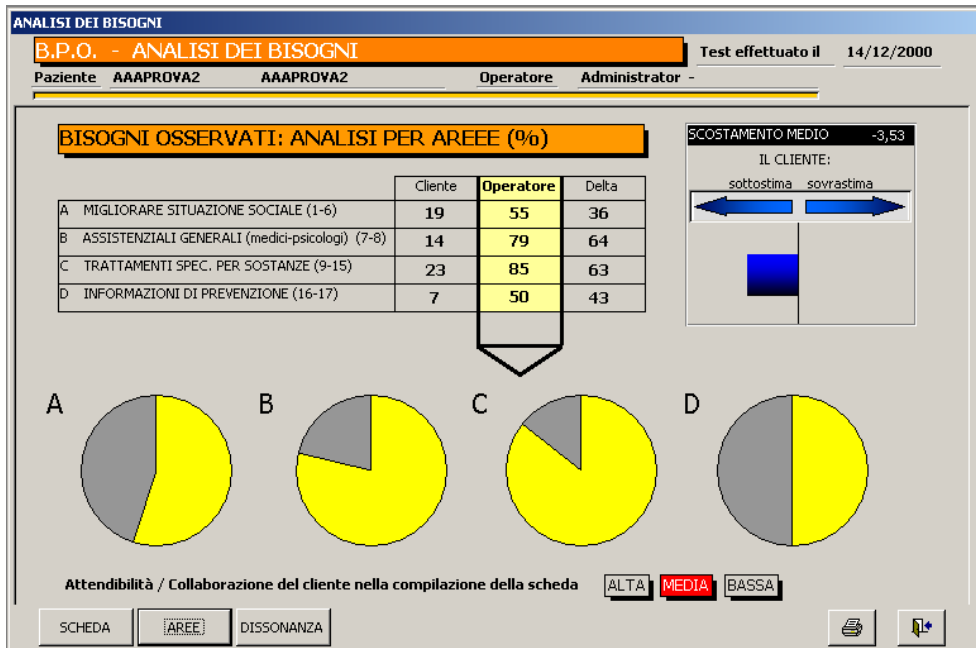 ANALISI DEI BISOGNI
B.P.O. - ANALISI DEI BISOGNI
Test effettuato il 14/12/2000
Paziente AAAPROVA2 AAAPROVA2 Operatore Administrator -
BISOGNI OSSERVATI: ANALISI PER AREEE (%)
SCOSTAMENTO MEDIO -3,53
IL CLIENTE:
sottostima sovrastima
Cliente Operatore Delta
A MIGLIORARE SITUAZIONE SOCIALE (1-6) 19 55 36
B ASSISTENZIALI GENERALI (medici-psicologi) (7-8) 14 79 64
C TRATTAMENTI SPEC. PER SOSTANZE (9-15) 23 85 63
D INFORMAZIONI DI PREVENZIONE (16-17) 7 50 43
A B C D
Attendibilità / Collaborazione del cliente nella compilazione della scheda ALTA MEDIA BASSA
SCHEDA AREE DISSONANZA